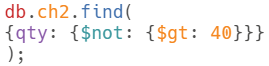 db.ch2.find(
{qty: {$not: {$gt: 40}}}
);